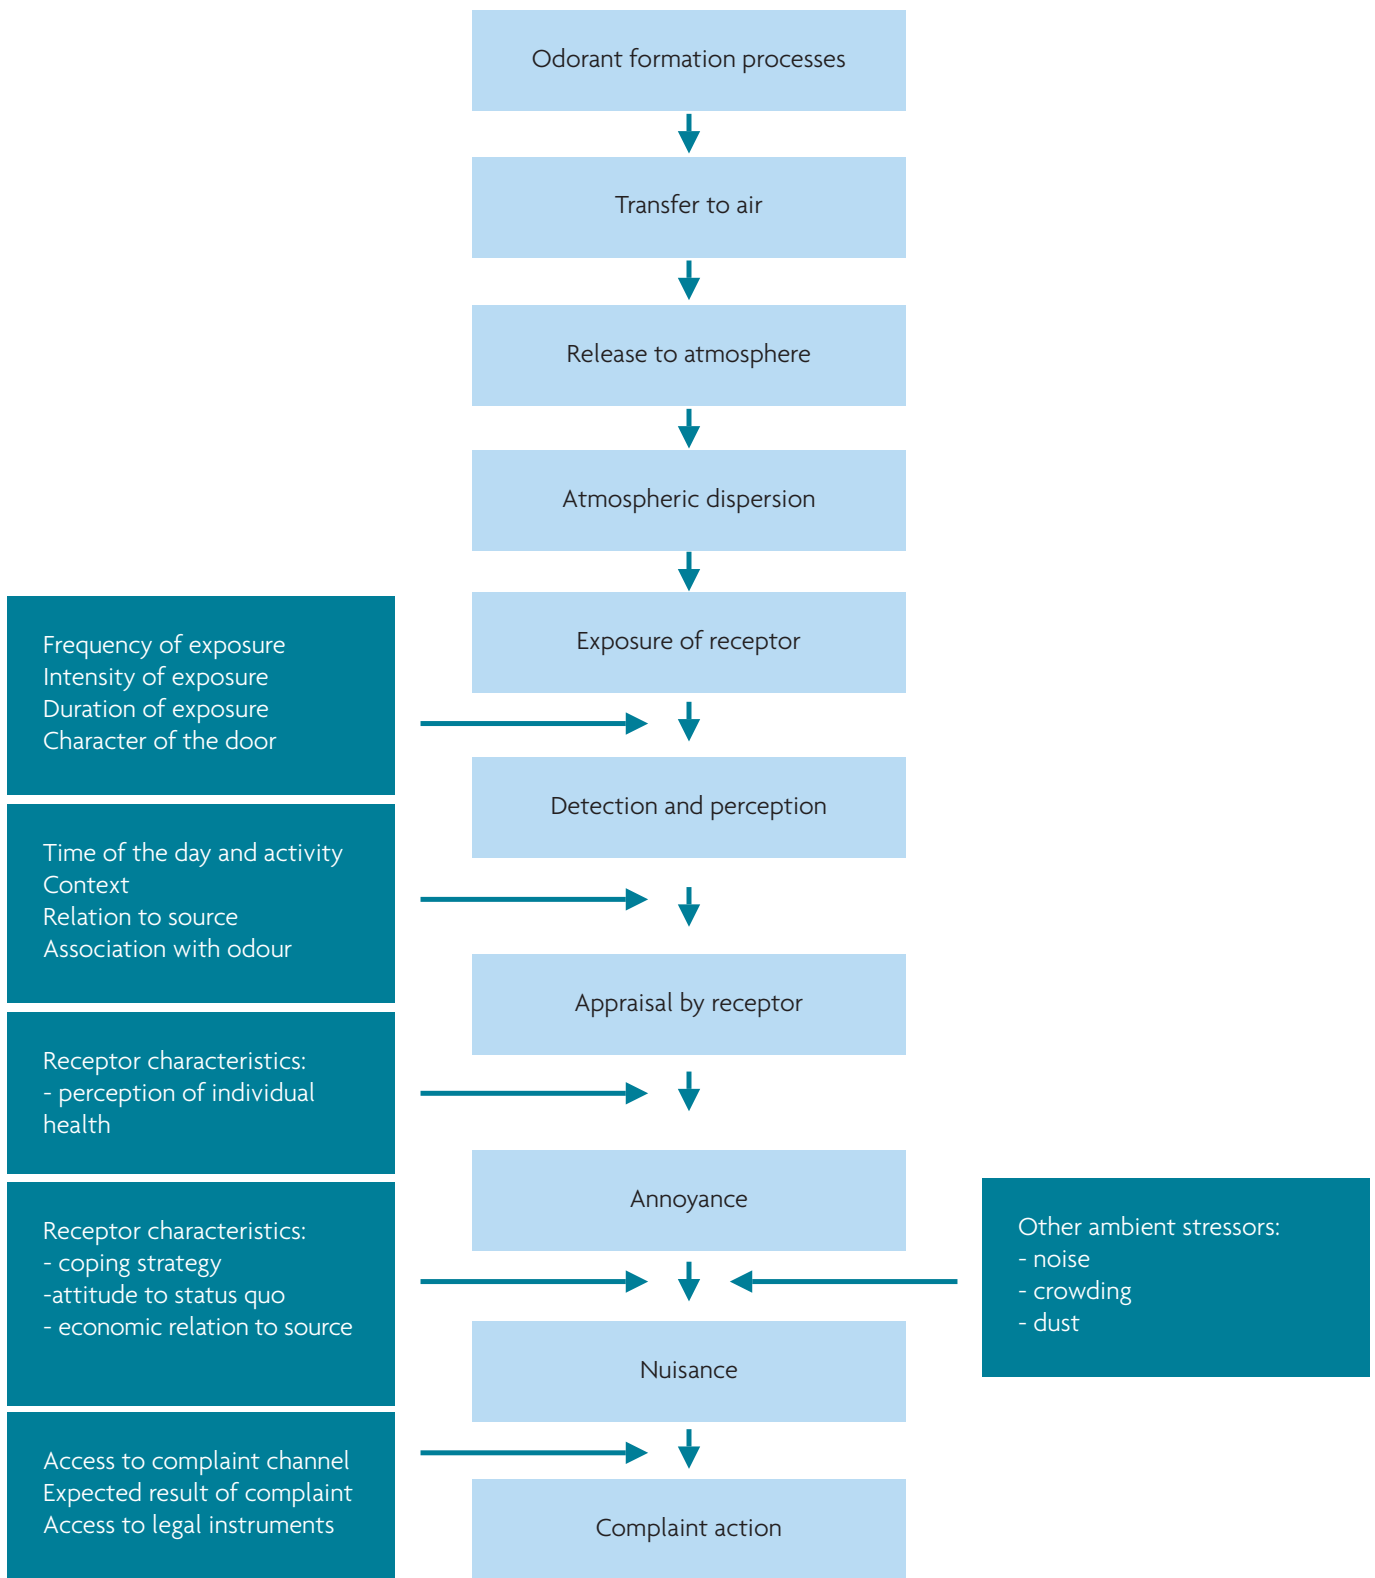 Odorant formation processes
Transfer to air
Release to atmosphere
Atmospheric dispersion
Exposure of receptor
Frequency of exposure
Intensity of exposure
Duration of exposure
Character of the door
Detection and perception
Time of the day and activity
Context
Relation to source
Association with odour
Appraisal by receptor
Receptor characteristics:
- perception of individual
health
Annoyance
Receptor characteristics:
- coping strategy
-attitude to status quo
- economic relation to source
Other ambient stressors:
- noise
- crowding
- dust
Nuisance
Access to complaint channel
Expected result of complaint
Access to legal instruments
Complaint action